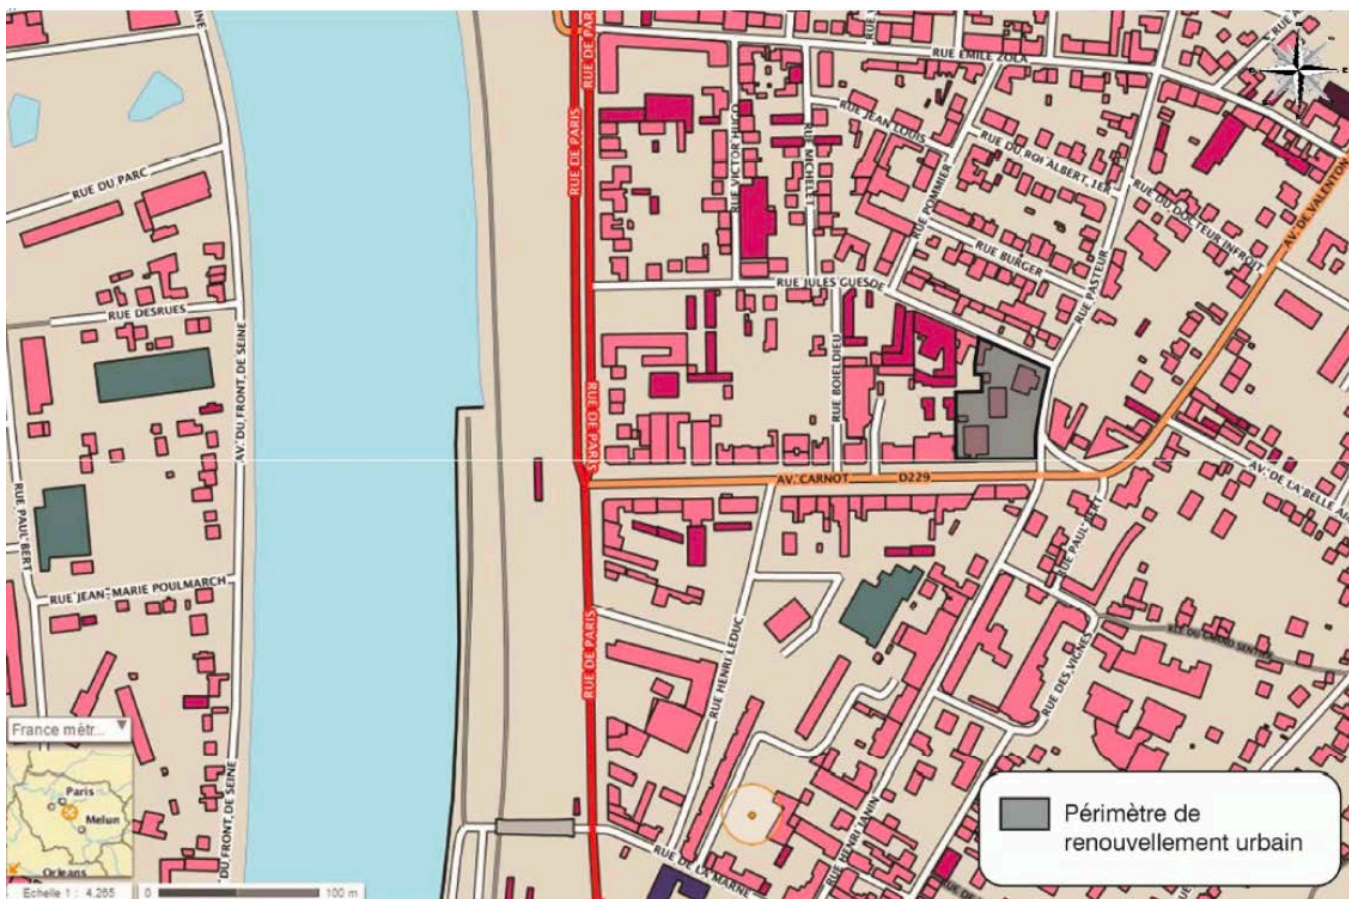 RUE DE PARIS
RUE DE PA
RUE EMILE ZOLA
RUE JEAN LOUIS
RUE VICTOR HUGO
RUE MICHELET
RUE DU ROI ALBERT 1ER
RUE DU DOCTEUR INFROIT
AV. DE VALENTON
RUE POMMIER
RUE BURGER
RUE PASTEUR
RUE DU PARC
RUE JULES GUESDE
RUE DESRUES
AV. DU FRONT DE SEINE
RUE BOIELDIEU
RUE DE PARIS
AV. CARNOT
D229
AV. DE LA BELLE AI
RUE PAUL BERT
RUE PAUL BERT
RUE JEAN-MARIE POULMARCH
RUE DE PARIS
RUE HENRI LEDUC
RUE DES VIGNES
RUE HENRI JANIN
RUE DE LA MARNE
DU FRONT DE SEINE
France métr...
Paris
Melun
Orleans
Echelle 1 : 4.265
0
100 m
Périmètre de
renouvellement urbain